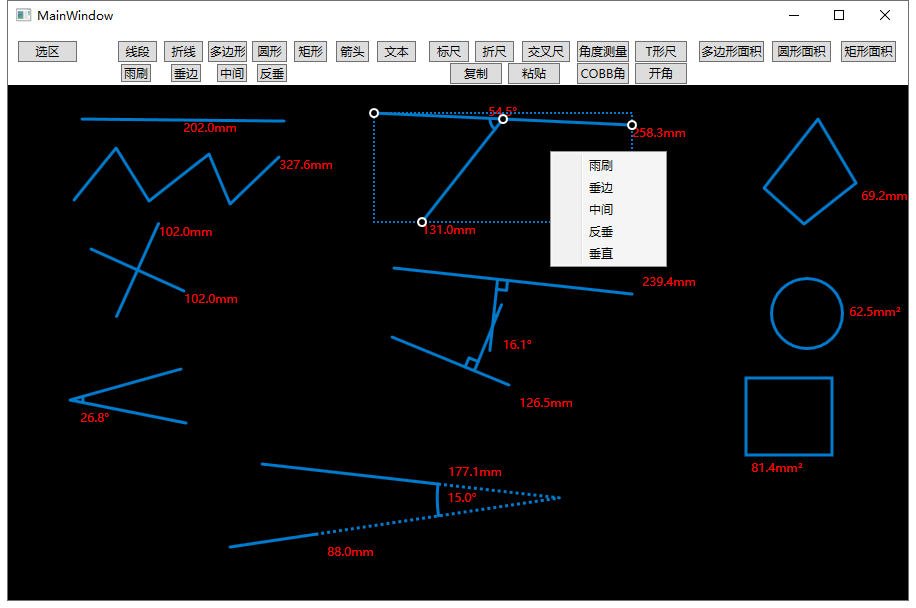 MainWindow
选区 线段 折线 多边形 圆形 矩形 箭头 文本 标尺 折尺 交叉尺 角度测量 T形尺 多边形面积 圆形面积 矩形面积
雨刷 垂边 中间 反垂 复制 粘贴 COBB角 开角
202.0mm
54.5°
258.3mm
327.6mm
131.0mm
雨刷
垂边
中间
反垂
垂直
69.2mm
102.0mm
102.0mm
239.4mm
16.1°
126.5mm
62.5mm²
26.8°
81.4mm²
177.1mm
15.0°
88.0mm